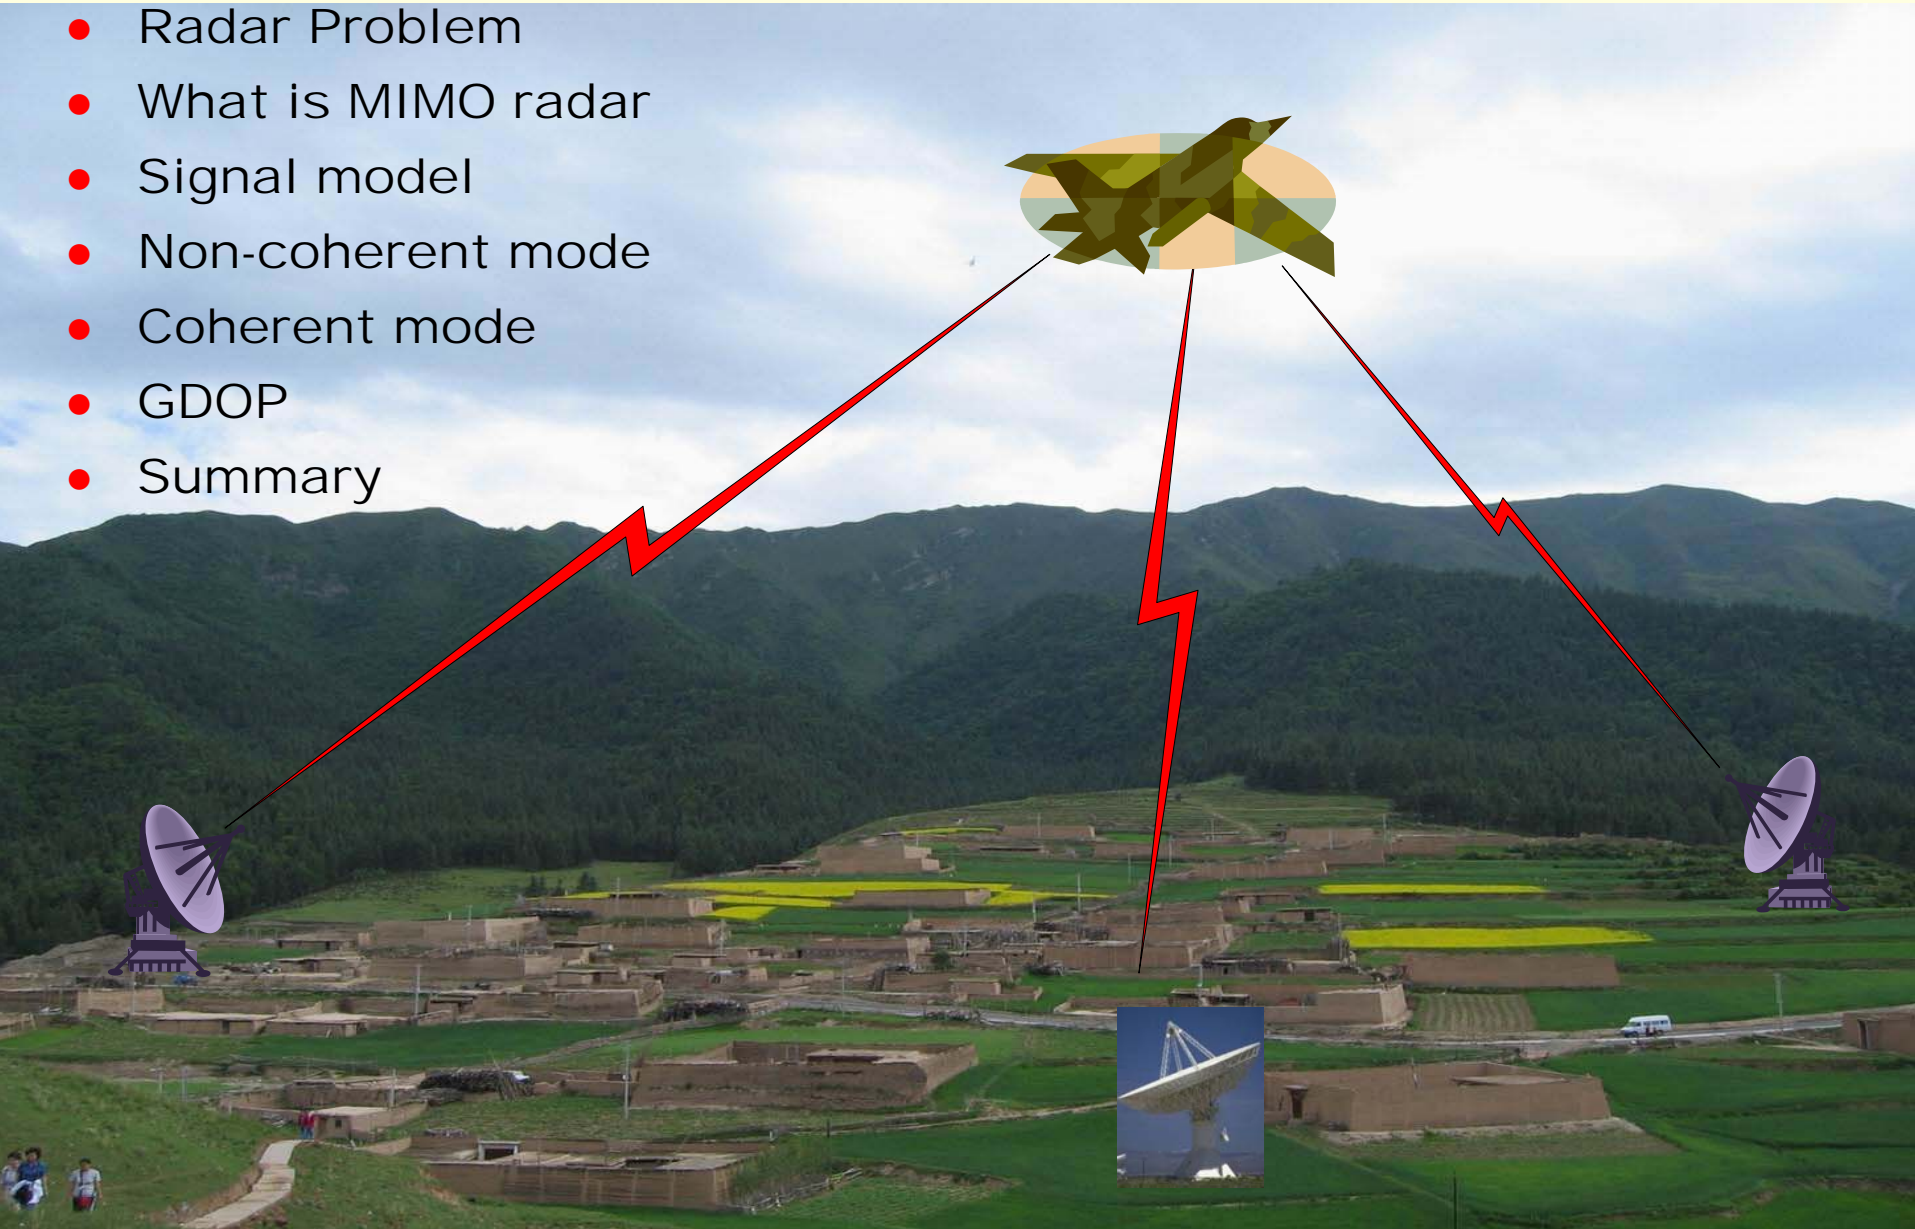 Radar Problem
What is MIMO radar
Signal model
Non-coherent mode
Coherent mode
GDOP
Summary